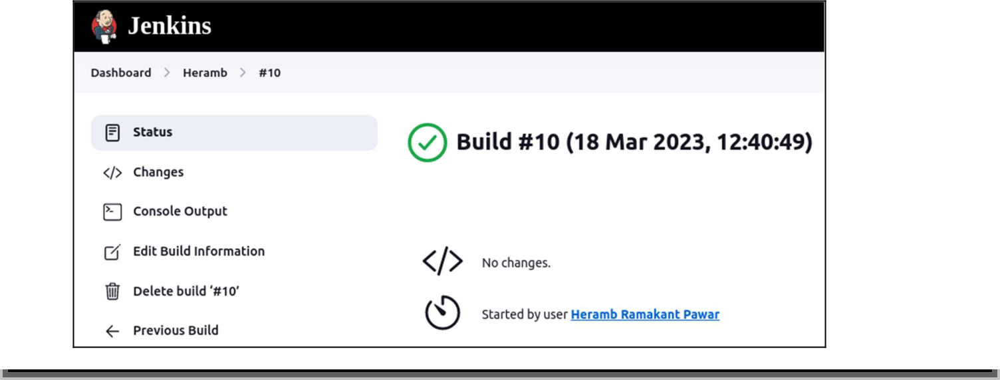 Jenkins
Dashboard > Heramb > #10
Status
Changes
Console Output
Edit Build Information
Delete build ‘#10’
Previous Build
Build #10 (18 Mar 2023, 12:40:49)
No changes.
Started by user Heramb Ramakant Pawar